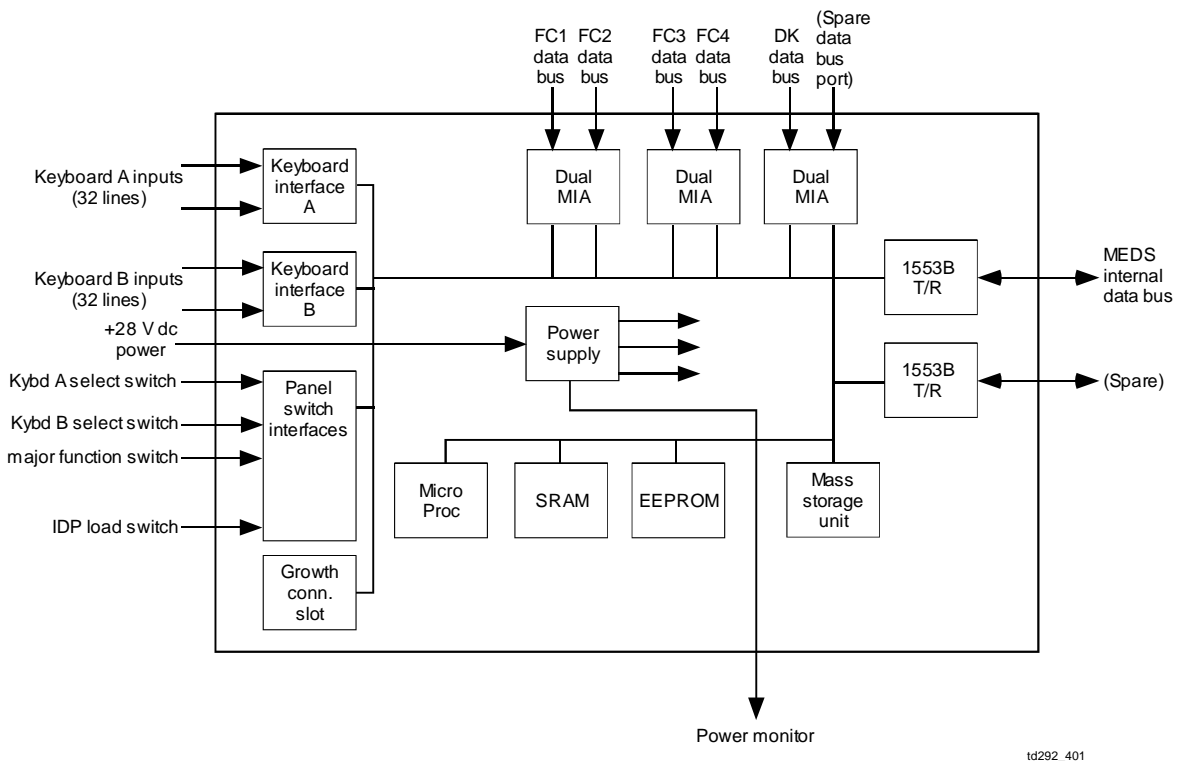 FC1
data
bus
FC2
data
bus
FC3
data
bus
FC4
data
bus
DK
data
bus
(Spare
data
bus
port)
Keyboard A inputs
(32 lines)
Keyboard
interface
A
Dual
MIA
Dual
MIA
Dual
MIA
Keyboard B inputs
(32 lines)
Keyboard
interface
B
1553B
T/R
MEDS
internal
data bus
+28 V dc
power
Power
supply
Kybd A select switch
Kybd B select switch
major function switch
IDP load switch
Panel
switch
interfaces
1553B
T/R
(Spare)
Micro
Proc
SRAM
EEPROM
Mass
storage
unit
Growth
conn.
slot
Power monitor
td292_401